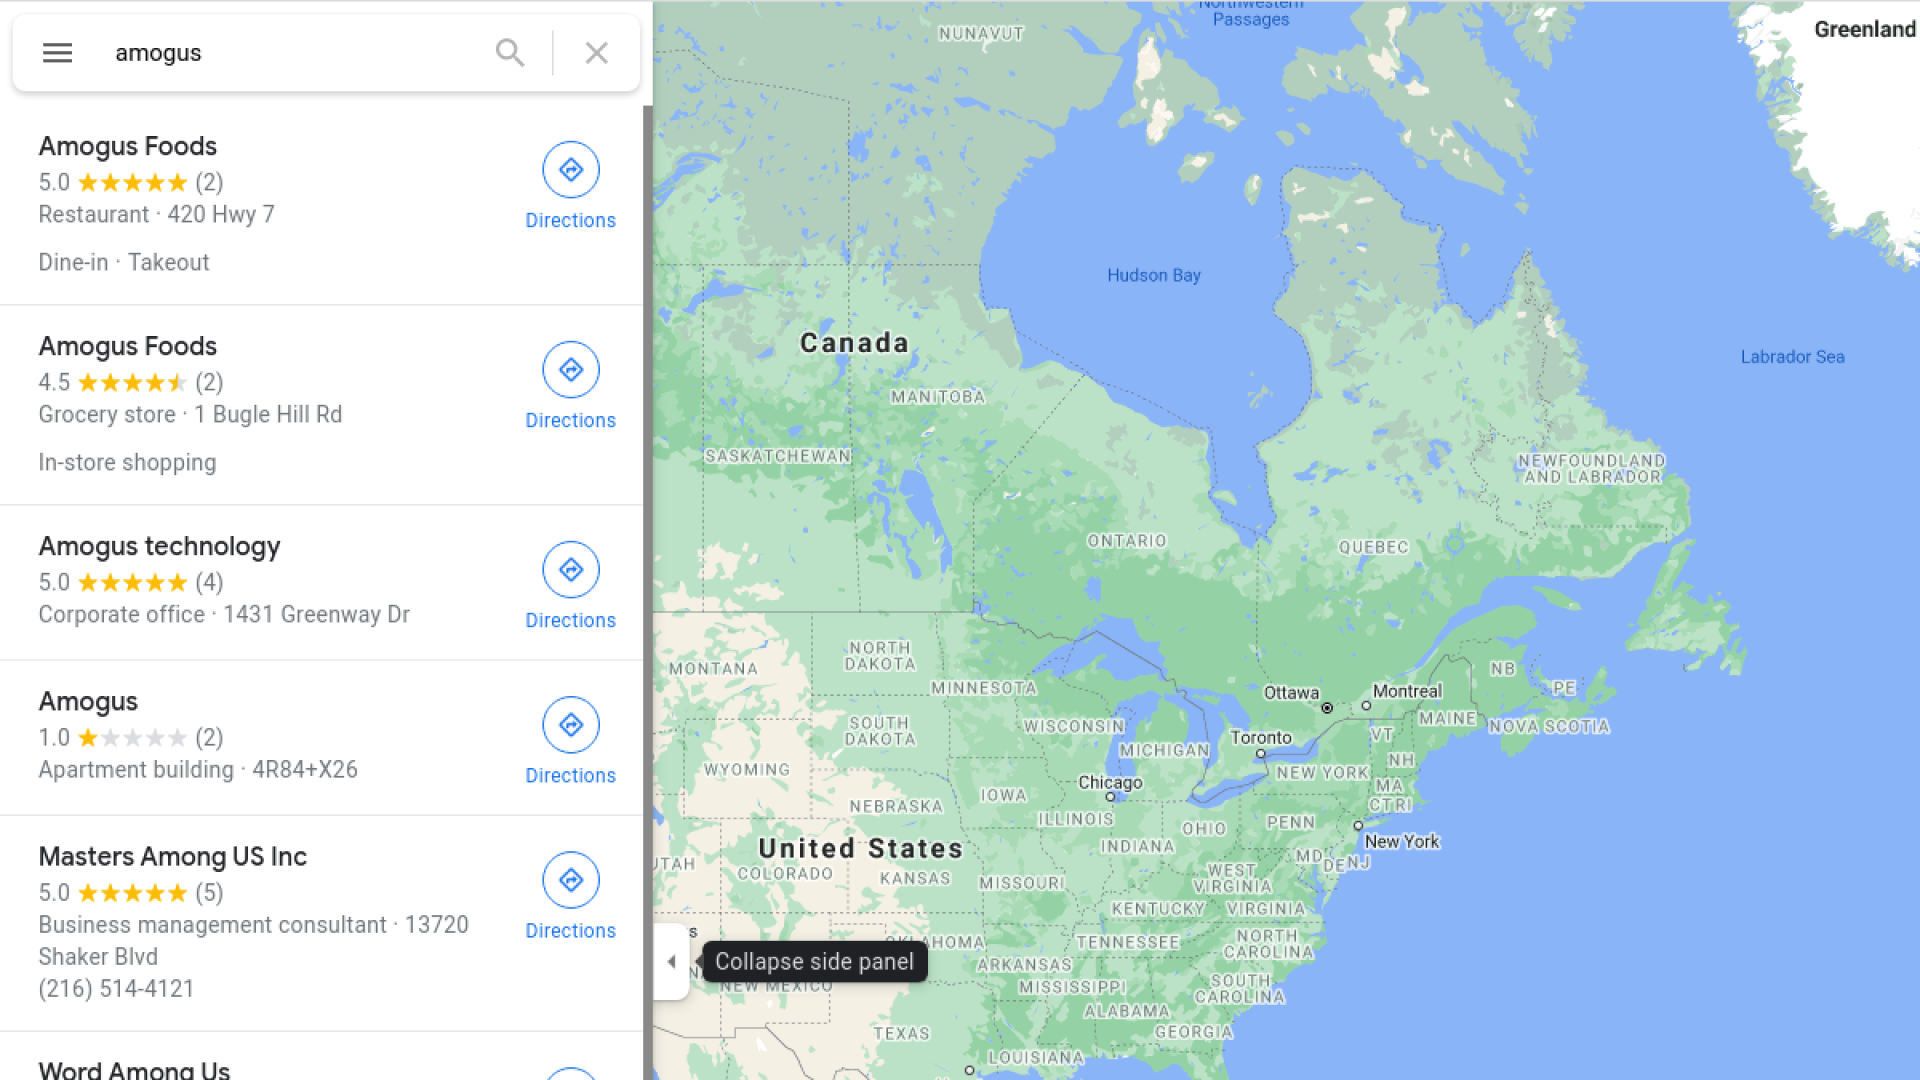 amogus
Amogus Foods
5.0 (2)
Restaurant · 420 Hwy 7
Dine-in · Takeout
Directions
Amogus Foods
4.5 (2)
Grocery store · 1 Bugle Hill Rd
In-store shopping
Directions
Amogus technology
5.0 (4)
Corporate office · 1431 Greenway Dr
Directions
Amogus
1.0 (2)
Apartment building · 4R84+X26
Directions
Masters Among US Inc
5.0 (5)
Business management consultant · 13720
Shaker Blvd
(216) 514-4121
Directions
Word Among Us
Collapse side panel
Northwestern
Passages
NUNAVUT
Greenland
Hudson Bay
Canada
Labrador Sea
MANITOBA
SASKATCHEWAN
NEWFOUNDLAND
AND LABRADOR
ONTARIO
QUEBEC
NORTH
DAKOTA
MONTANA
MINNESOTA
NB
PE
Ottawa
Montreal
MAINE
NOVA SCOTIA
SOUTH
DAKOTA
WISCONSIN
MICHIGAN
Toronto
VT
NH
WYOMING
NEW YORK
Chicago
MA
CT RI
IOWA
NEBRASKA
ILLINOIS
OHIO
PENN
New York
United States
INDIANA
MD
DE
NJ
UTAH
COLORADO
KANSAS
MISSOURI
WEST
VIRGINIA
KENTUCKY
VIRGINIA
OKLAHOMA
TENNESSEE
NORTH
CAROLINA
ARKANSAS
NEW MEXICO
MISSISSIPPI
SOUTH
CAROLINA
ALABAMA
TEXAS
GEORGIA
LOUISIANA